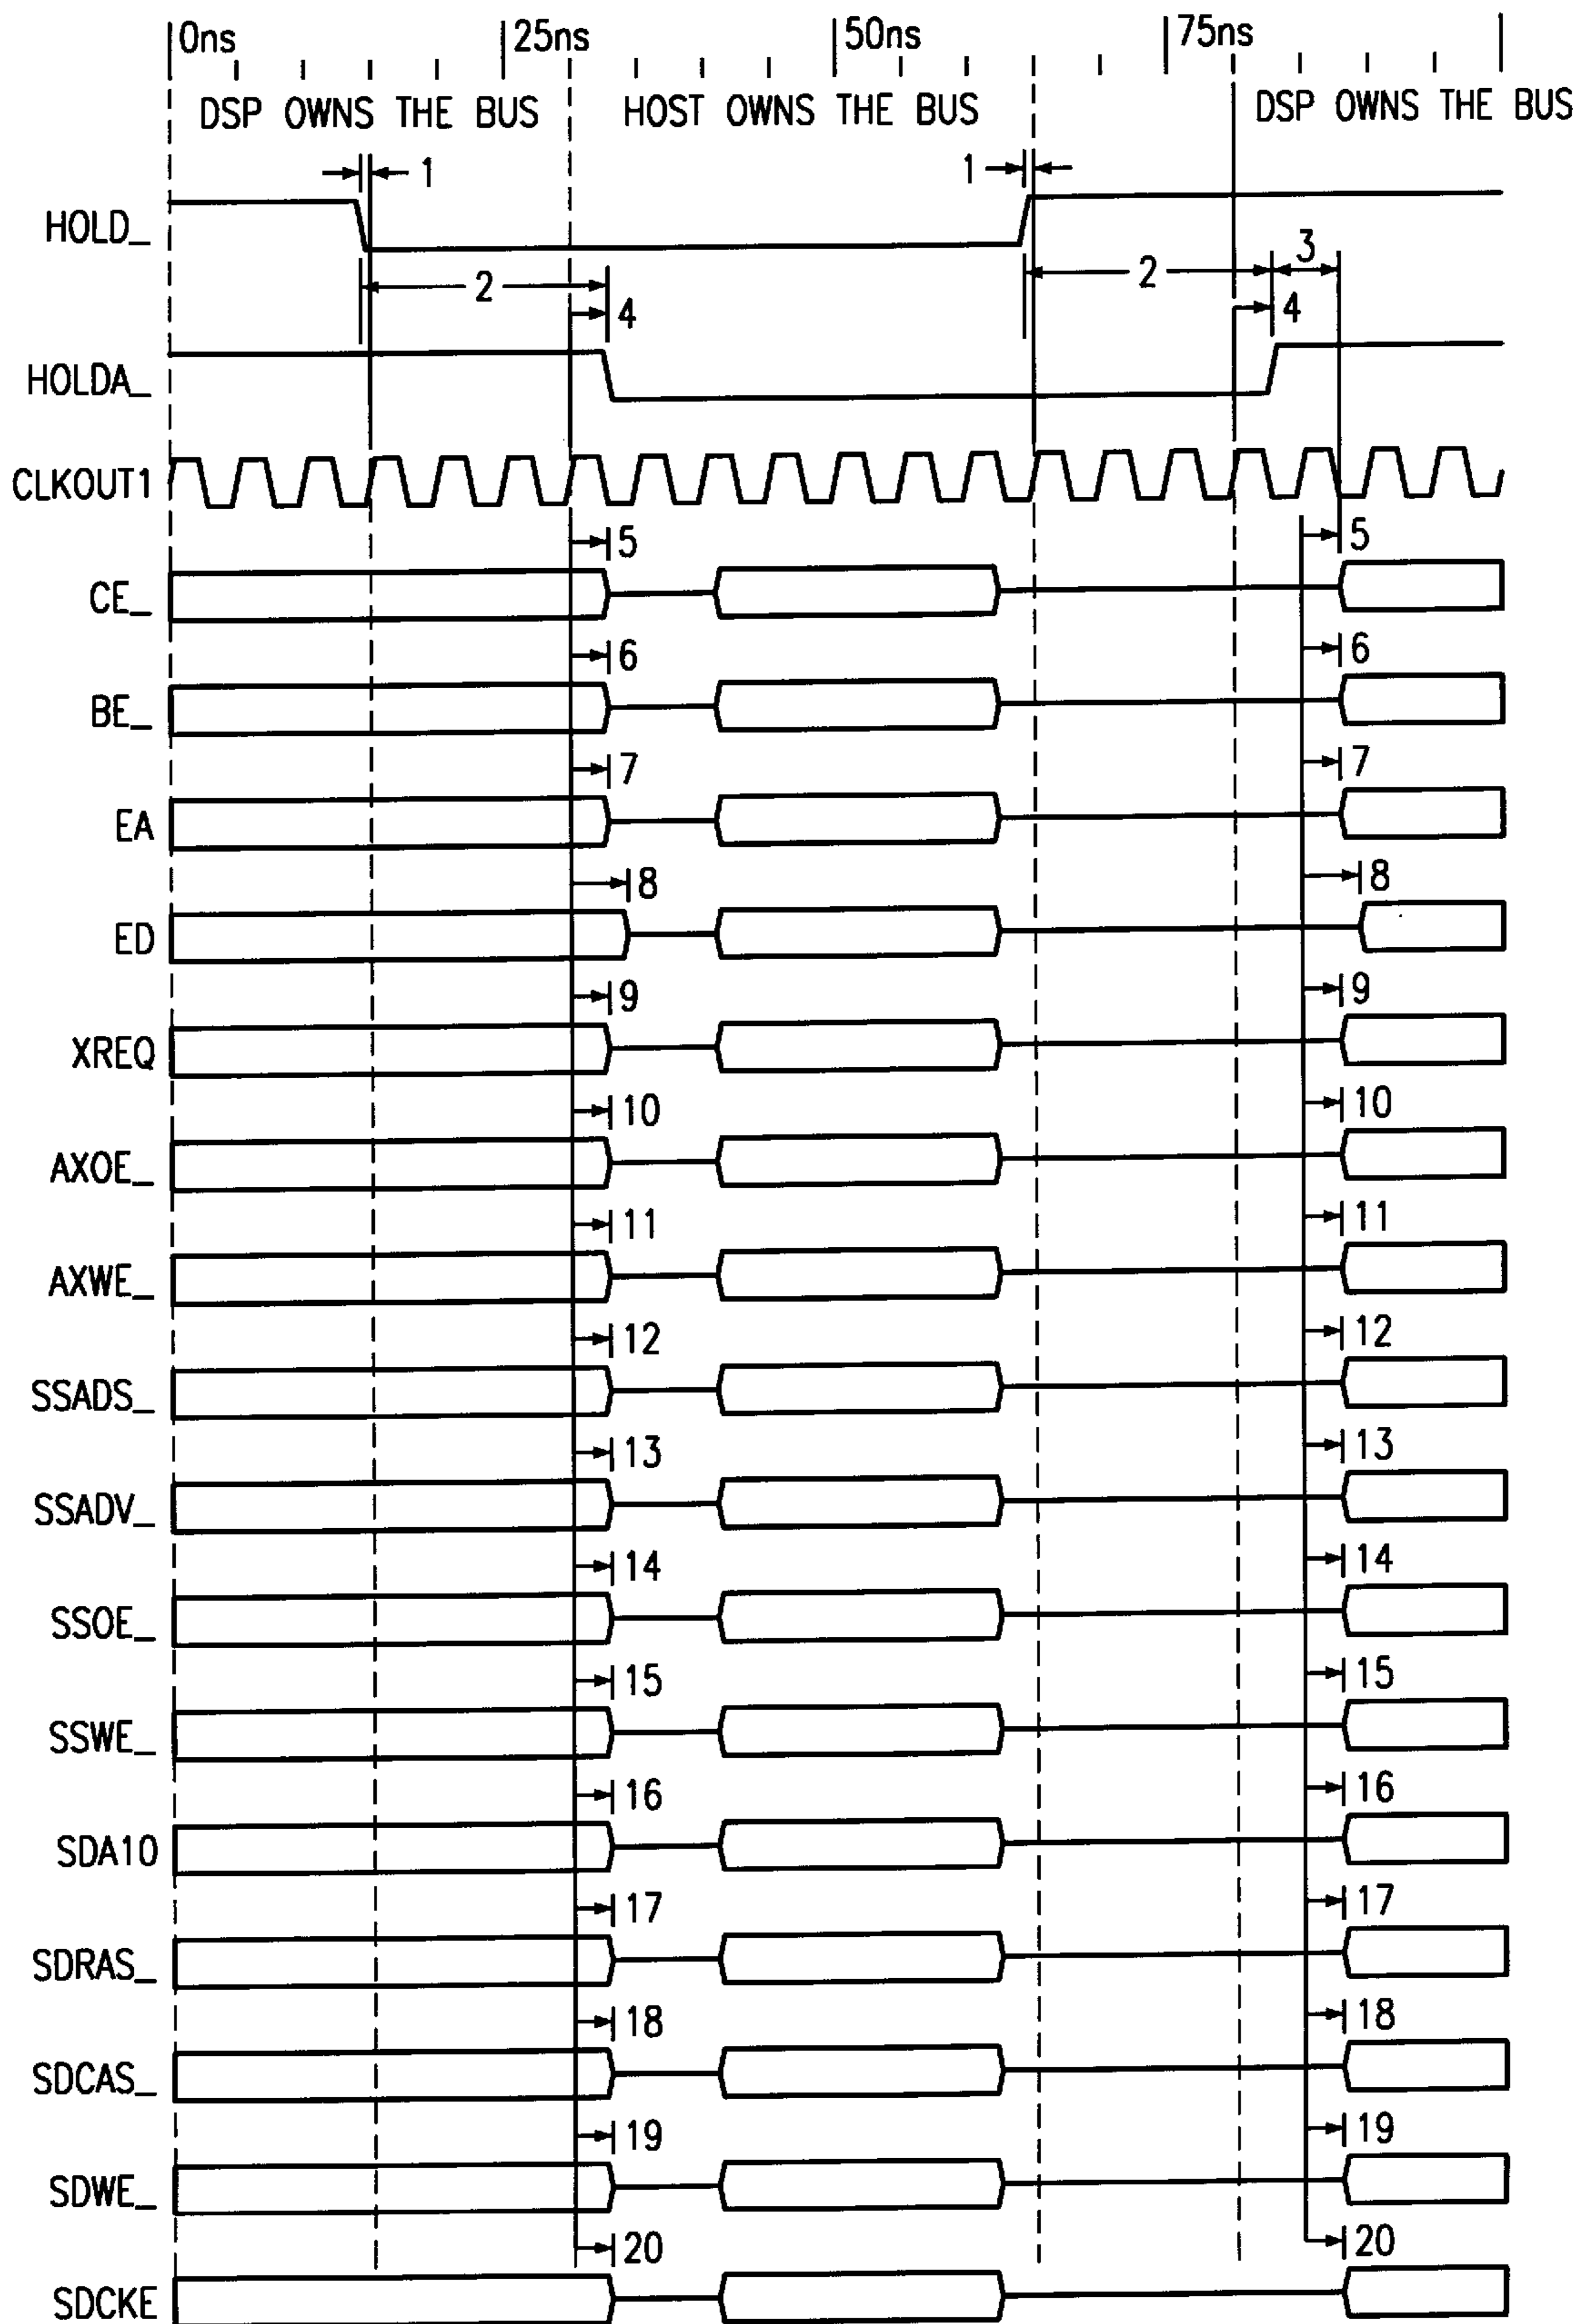 0ns 25ns 50ns 75ns
DSP OWNS THE BUS HOST OWNS THE BUS DSP OWNS THE BUS
1 1
HOLD_
2 2 3
4 4
HOLDA_
CLKOUT1
5 5
CE_
6 6
BE_
7 7
EA
8 8
ED
9 9
XREQ
10 10
AXOE_
11 11
AXWE_
12 12
SSADS_
13 13
SSADV_
14 14
SSOE_
15 15
SSWE_
16 16
SDA10
17 17
SDRAS_
18 18
SDCAS_
19 19
SDWE_
20 20
SDCKE